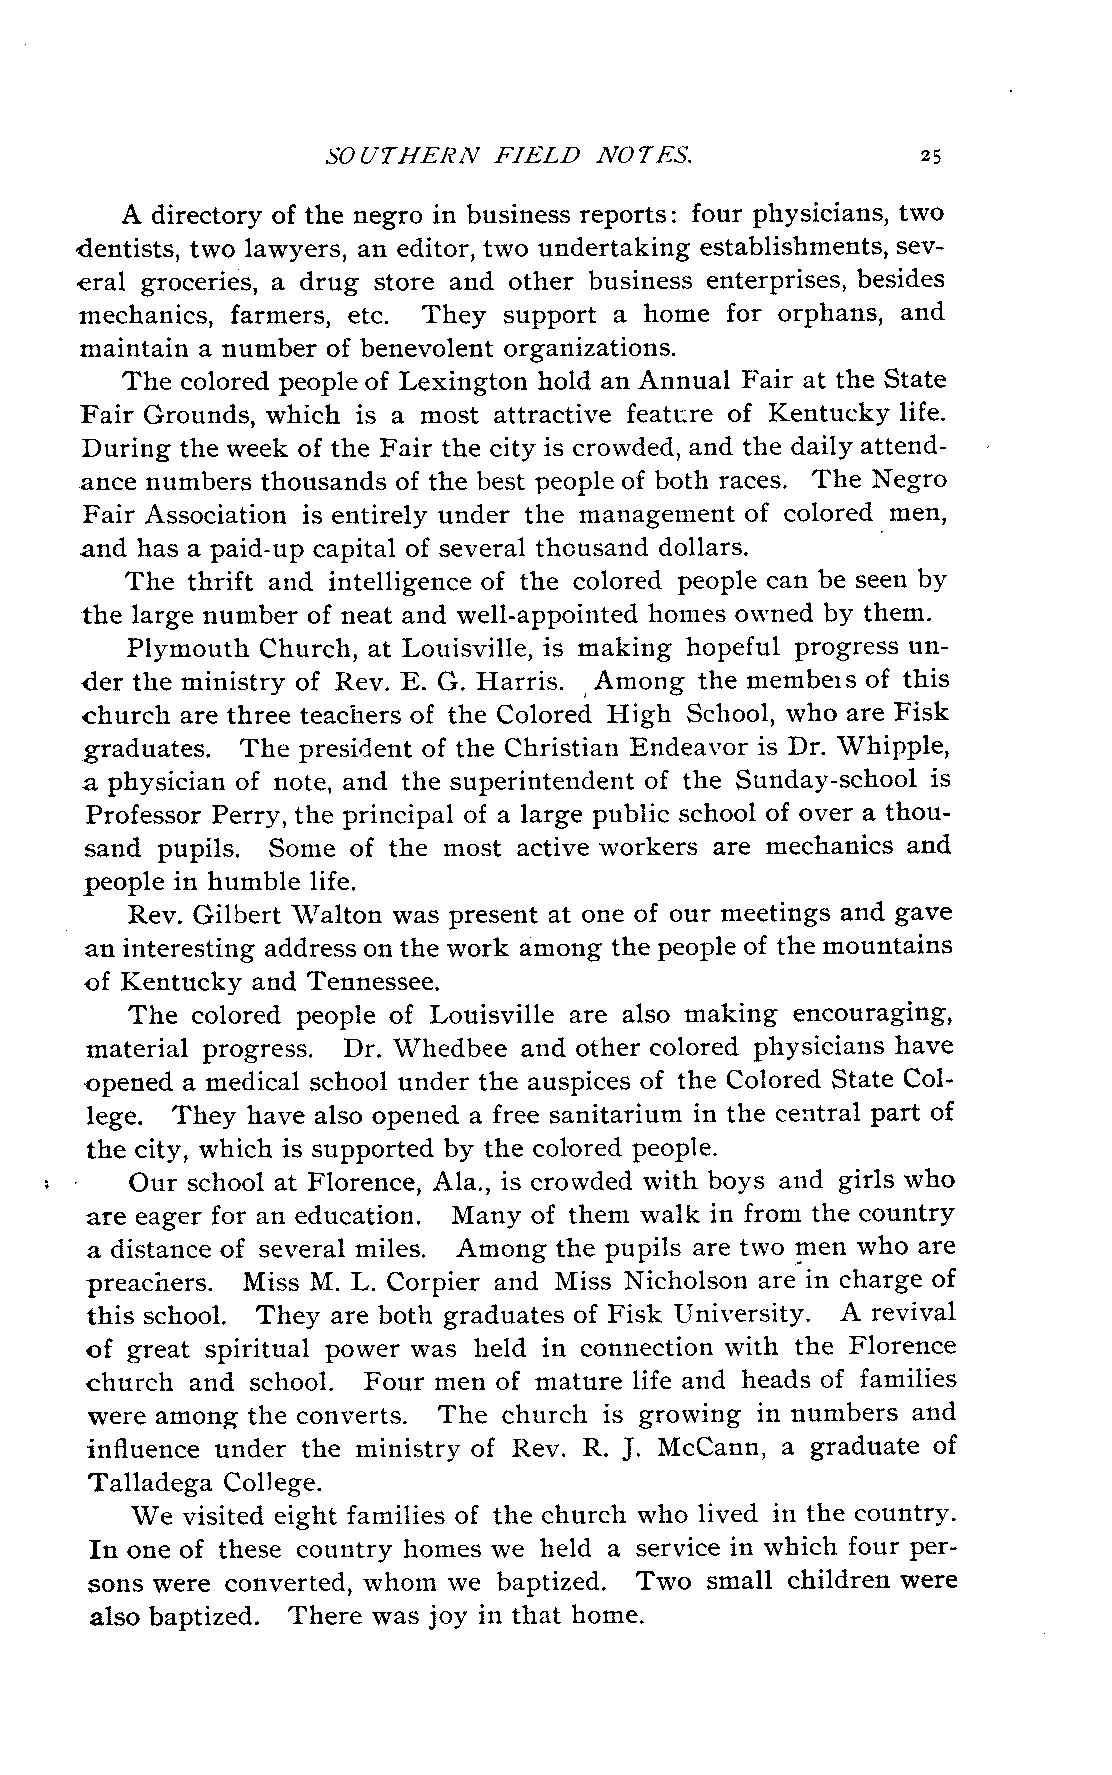 SOUTHERN FIELD NOTES. 25
A directory of the negro in business reports: four physicians, two
dentists, two lawyers, an editor, two undertaking establishments, sev-
eral groceries, a drug store and other business enterprises, besides
mechanics, farmers, etc. They support a home for orphans, and
maintain a number of benevolent organizations.
The colored people of Lexington hold an Annual Fair at the State
Fair Grounds, which is a most attractive feature of Kentucky life.
During the week of the Fair the city is crowded, and the daily attend-
ance numbers thousands of the best people of both races. The Negro
Fair Association is entirely under the management of colored men,
and has a paid-up capital of several thousand dollars.
The thrift and intelligence of the colored people can be seen by
the large number of neat and well-appointed homes owned by them.
Plymouth Church, at Louisville, is making hopeful progress un-
der the ministry of Rev. E. G. Harris. Among the members of this
church are three teachers of the Colored High School, who are Fisk
graduates. The president of the Christian Endeavor is Dr. Whipple,
a physician of note, and the superintendent of the Sunday-school is
Professor Perry, the principal of a large public school of over a thou-
sand pupils. Some of the most active workers are mechanics and
people in humble life.
Rev. Gilbert Walton was present at one of our meetings and gave
an interesting address on the work among the people of the mountains
of Kentucky and Tennessee.
The colored people of Louisville are also making encouraging,
material progress. Dr. Whedbee and other colored physicians have
opened a medical school under the auspices of the Colored State Col-
lege. They have also opened a free sanitarium in the central part of
the city, which is supported by the colored people.
Our school at Florence, Ala., is crowded with boys and girls who
are eager for an education. Many of them walk in from the country
a distance of several miles. Among the pupils are two men who are
preachers. Miss M. L. Corpier and Miss Nicholson are in charge of
this school. They are both graduates of Fisk University. A revival
of great spiritual power was held in connection with the Florence
church and school. Four men of mature life and heads of families
were among the converts. The church is growing in numbers and
influence under the ministry of Rev. R. J. McCann, a graduate of
Talladega College.
We visited eight families of the church who lived in the country.
In one of these country homes we held a service in which four per-
sons were converted, whom we baptized. Two small children were
also baptized. There was joy in that home.